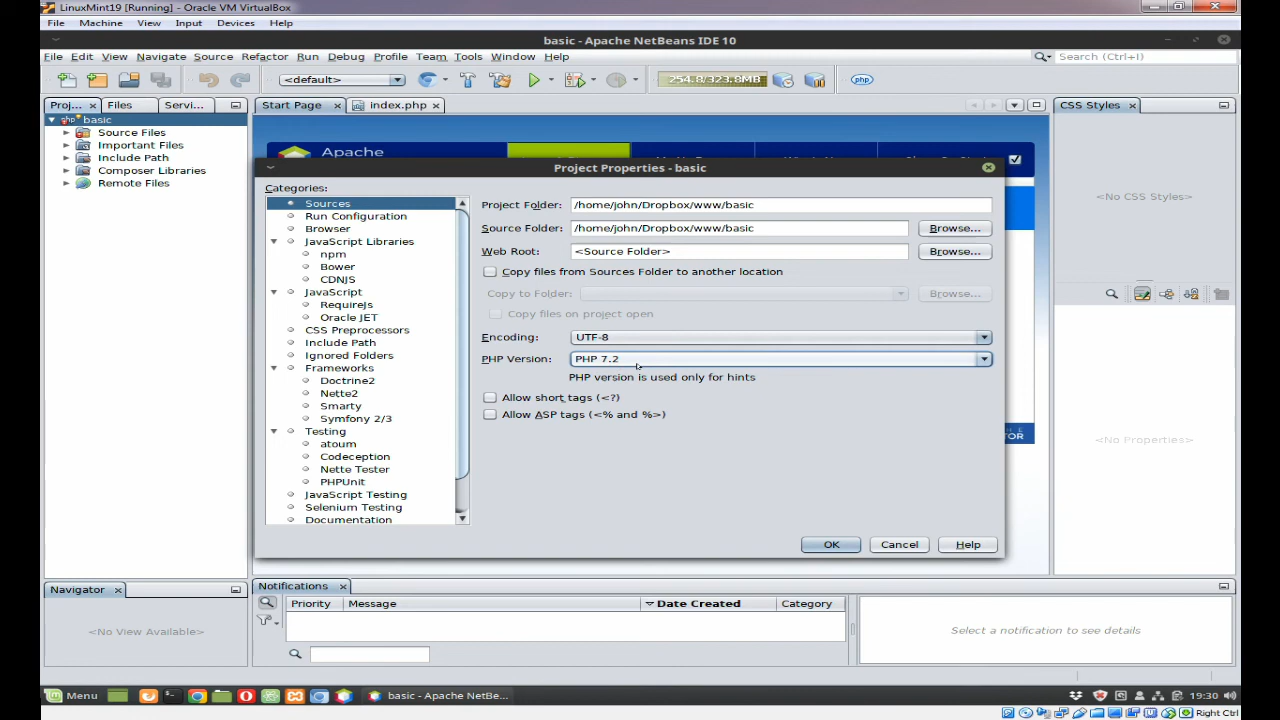 LinuxMint19 [Running] - Oracle VM VirtualBox
File Machine View Input Devices Help
basic - Apache NetBeans IDE 10
File Edit View Navigate Source Refactor Run Debug Profile Team Tools Window Help
Search (Ctrl+I)
<default>
254.8/323.8MB
php
Proj... Files Servi...
Start Page
index.php
CSS Styles
basic
Source Files
Important Files
Include Path
Composer Libraries
Remote Files
Apache
<No CSS Styles>
<No Properties>
Project Properties - basic
Categories:
Sources
Run Configuration
Browser
JavaScript Libraries
npm
Bower
CDNJS
JavaScript
RequireJs
Oracle JET
CSS Preprocessors
Include Path
Ignored Folders
Frameworks
Doctrine2
Nette2
Smarty
Symfony 2/3
Testing
atoum
Codeception
Nette Tester
PHPUnit
JavaScript Testing
Selenium Testing
Documentation
Project Folder: /home/john/Dropbox/www/basic
Source Folder: /home/john/Dropbox/www/basic Browse...
Web Root: <Source Folder> Browse...
Copy files from Sources Folder to another location
Copy to Folder: Browse...
Copy files on project open
Encoding: UTF-8
PHP Version: PHP 7.2
PHP version is used only for hints
Allow short tags (<?)
Allow ASP tags (<% and %>)
OK Cancel Help
Navigator
<No View Available>
Notifications
Priority Message Date Created Category
Select a notification to see details
Menu
basic - Apache NetBe...
19:30
Right Ctrl